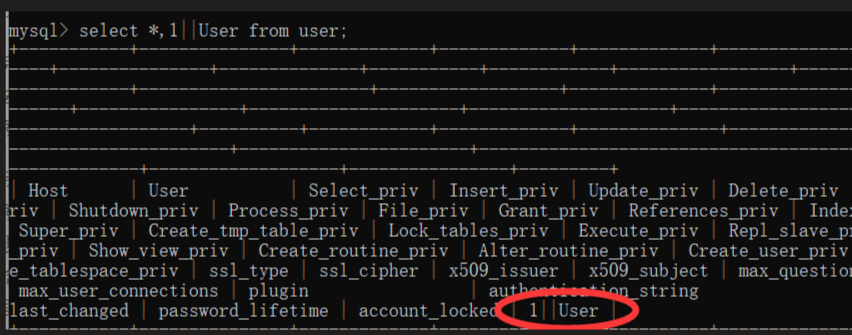 mysql> select *,1||User from user;
| Host | User | Select_priv | Insert_priv | Update_priv | Delete_priv
riv | Shutdown_priv | Process_priv | File_priv | Grant_priv | References_priv | Index
Super_priv | Create_tmp_table_priv | Lock_tables_priv | Execute_priv | Repl_slave_pr
_priv | Show_view_priv | Create_routine_priv | Alter_routine_priv | Create_user_priv
e_tablespace_priv | ssl_type | ssl_cipher | x509_issuer | x509_subject | max_question
max_user_connections | plugin | authentication_string
last_changed | password_lifetime | account_locked | 1||User |